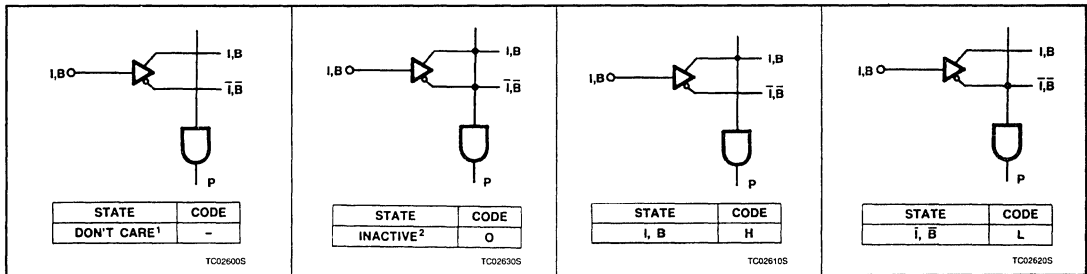 I,B
I,B
Ī,B̄
P
STATE CODE
DON'T CARE¹ –
TC02600S
I,B
I,B
Ī,B̄
P
STATE CODE
INACTIVE² O
TC02630S
I,B
I,B
Ī,B̄
P
STATE CODE
I, B H
TC02610S
I,B
I,B
Ī,B̄
P
STATE CODE
Ī, B̄ L
TC02620S